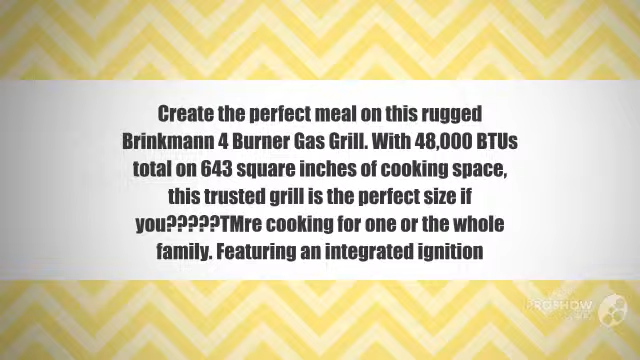 Create the perfect meal on this rugged
Brinkmann 4 Burner Gas Grill. With 48,000 BTUs
total on 643 square inches of cooking space,
this trusted grill is the perfect size if
you?????TMre cooking for one or the whole
family. Featuring an integrated ignition
PROSHOW